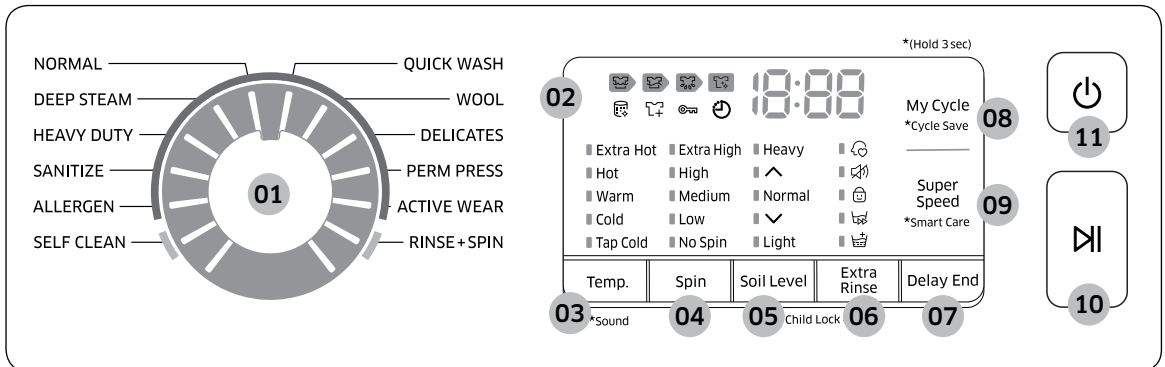 *(Hold 3 sec)
NORMAL
DEEP STEAM
HEAVY DUTY
SANITIZE
ALLERGEN
SELF CLEAN
QUICK WASH
WOOL
DELICATES
PERM PRESS
ACTIVE WEAR
RINSE+SPIN
01
02
18:88
Extra Hot Extra High Heavy
Hot High
Warm Medium Normal
Cold Low
Tap Cold No Spin Light
My Cycle
*Cycle Save
08
Super
Speed
*Smart Care
09
Temp. Spin Soil Level Extra Rinse Delay End
03 04 05 06 07
*Sound Child Lock
11
10